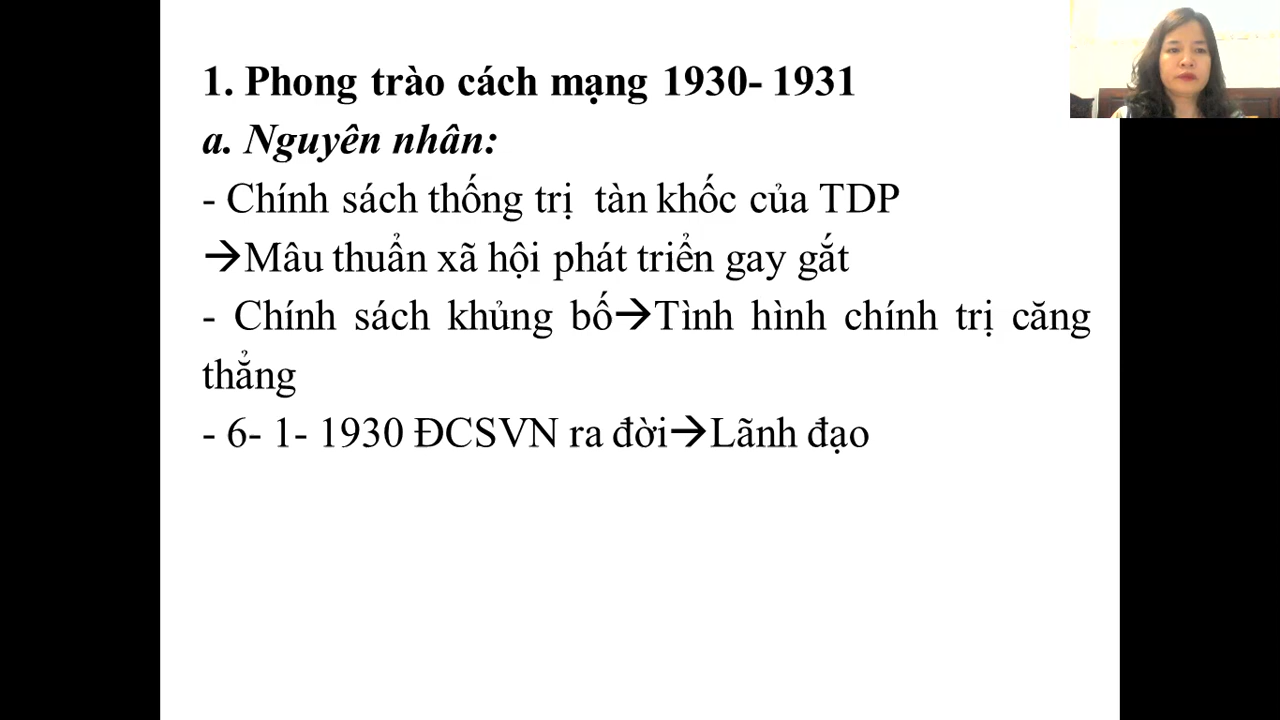 1. Phong trào cách mạng 1930- 1931
a. Nguyên nhân:
- Chính sách thống trị tàn khốc của TDP
→Mâu thuẩn xã hội phát triển gay gắt
- Chính sách khủng bố→Tình hình chính trị căng
thẳng
- 6- 1- 1930 ĐCSVN ra đời→Lãnh đạo